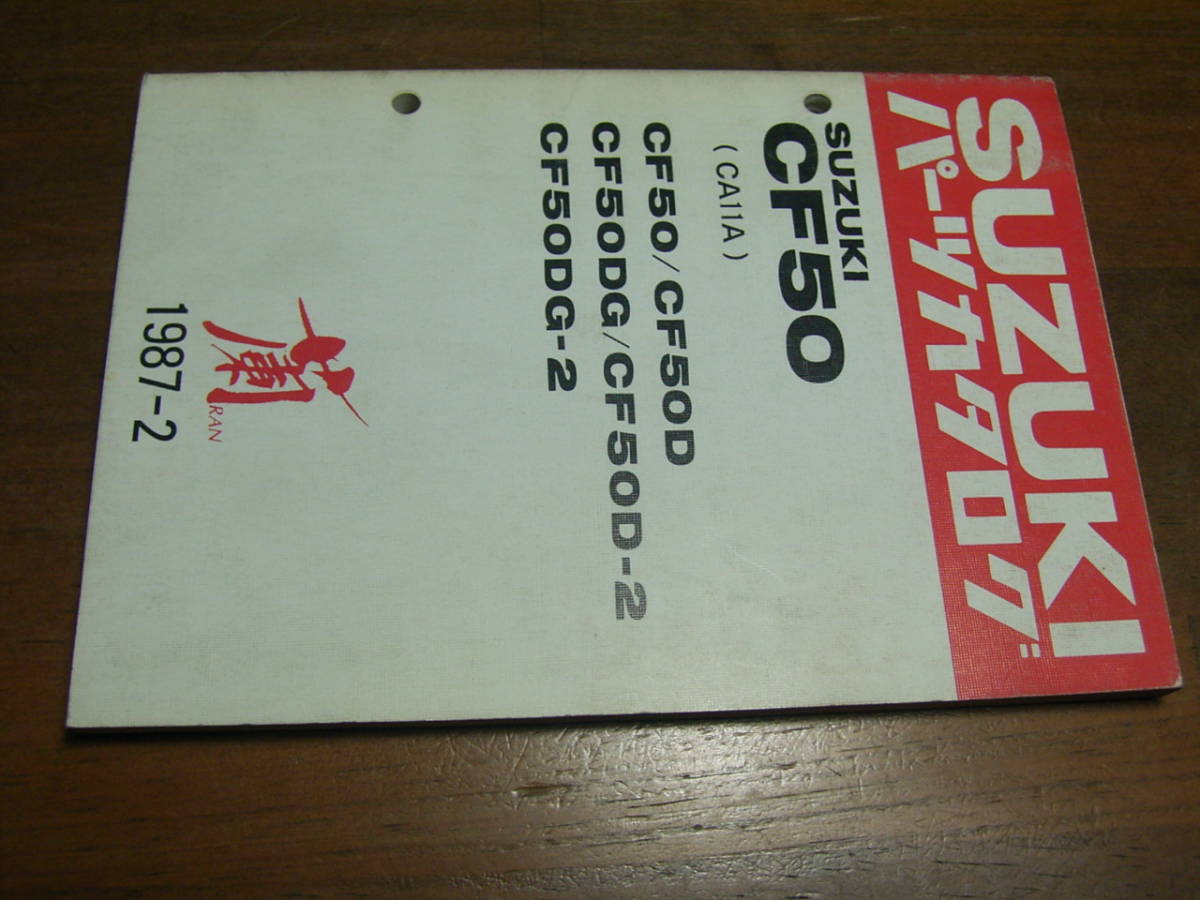 SUZUKI
パーツカタログ
SUZUKI
CF50
(CA11A)
CF50/CF50D
CF50DG/CF50D-2
CF50DG-2
蘭
RAN
1987-2